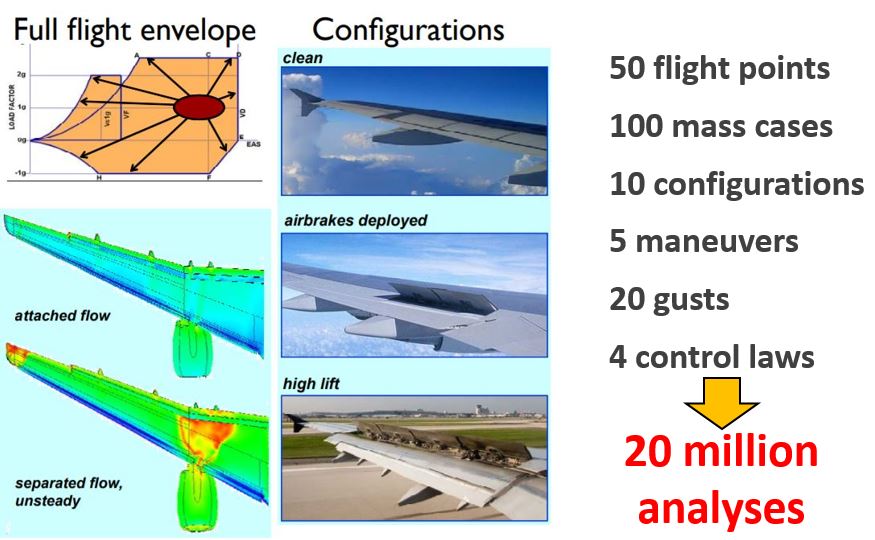 Full flight envelope
Configurations
A
C
D
2g
1g
0g
-1g
LOAD FACTOR
Vs1g
VF
VD
E
EAS
H
F
clean
airbrakes deployed
high lift
attached flow
separated flow,
unsteady
50 flight points
100 mass cases
10 configurations
5 maneuvers
20 gusts
4 control laws
20 million
analyses